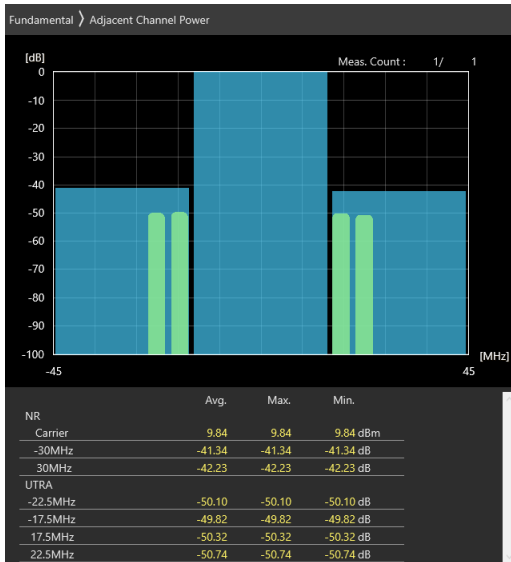 Fundamental 〉 Adjacent Channel Power
[dB]
Meas. Count : 1/ 1
0
-10
-20
-30
-40
-50
-60
-70
-80
-90
-100
[MHz]
-45 45
Avg. Max. Min.
NR
Carrier 9.84 9.84 9.84 dBm
-30MHz -41.34 -41.34 -41.34 dB
30MHz -42.23 -42.23 -42.23 dB
UTRA
-22.5MHz -50.10 -50.10 -50.10 dB
-17.5MHz -49.82 -49.82 -49.82 dB
17.5MHz -50.32 -50.32 -50.32 dB
22.5MHz -50.74 -50.74 -50.74 dB